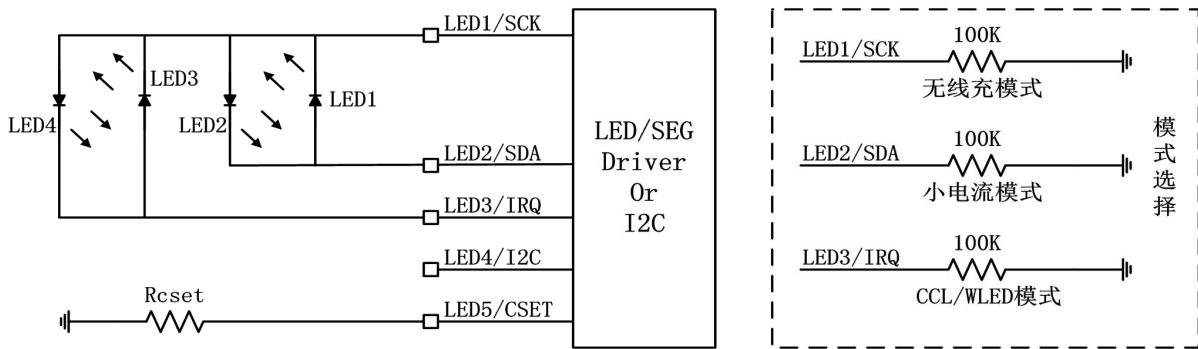 LED1/SCK
LED3
LED4
LED2
LED1
LED2/SDA
LED3/IRQ
LED4/I2C
Rcset
LED5/CSET
LED/SEG
Driver
Or
I2C
LED1/SCK
100K
无线充模式
LED2/SDA
100K
小电流模式
LED3/IRQ
100K
CCL/WLED模式
模式选择